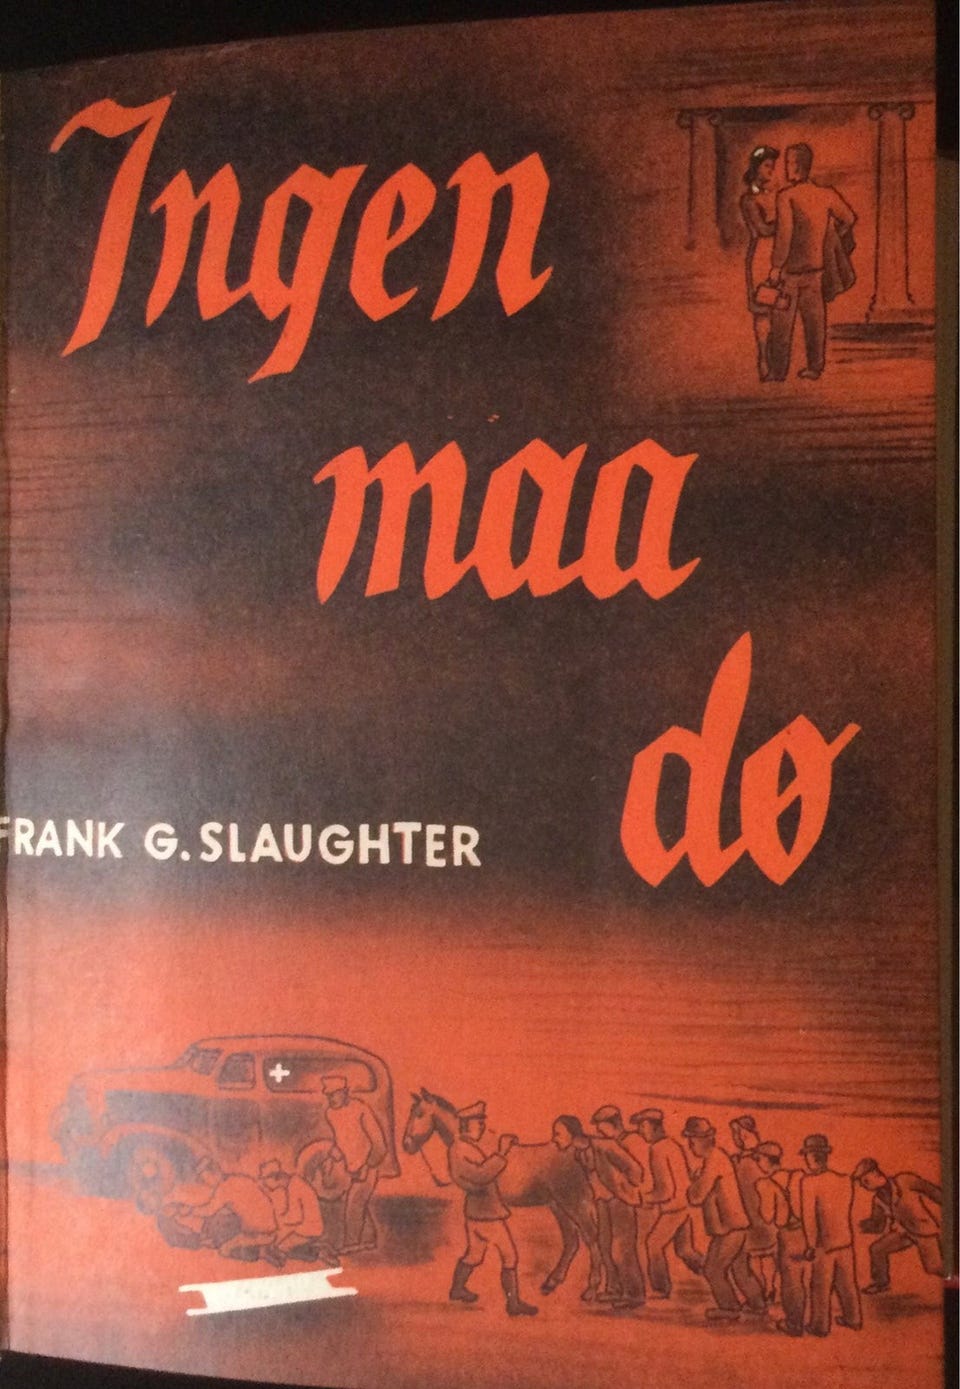 Ingen
maa
dø
FRANK G. SLAUGHTER